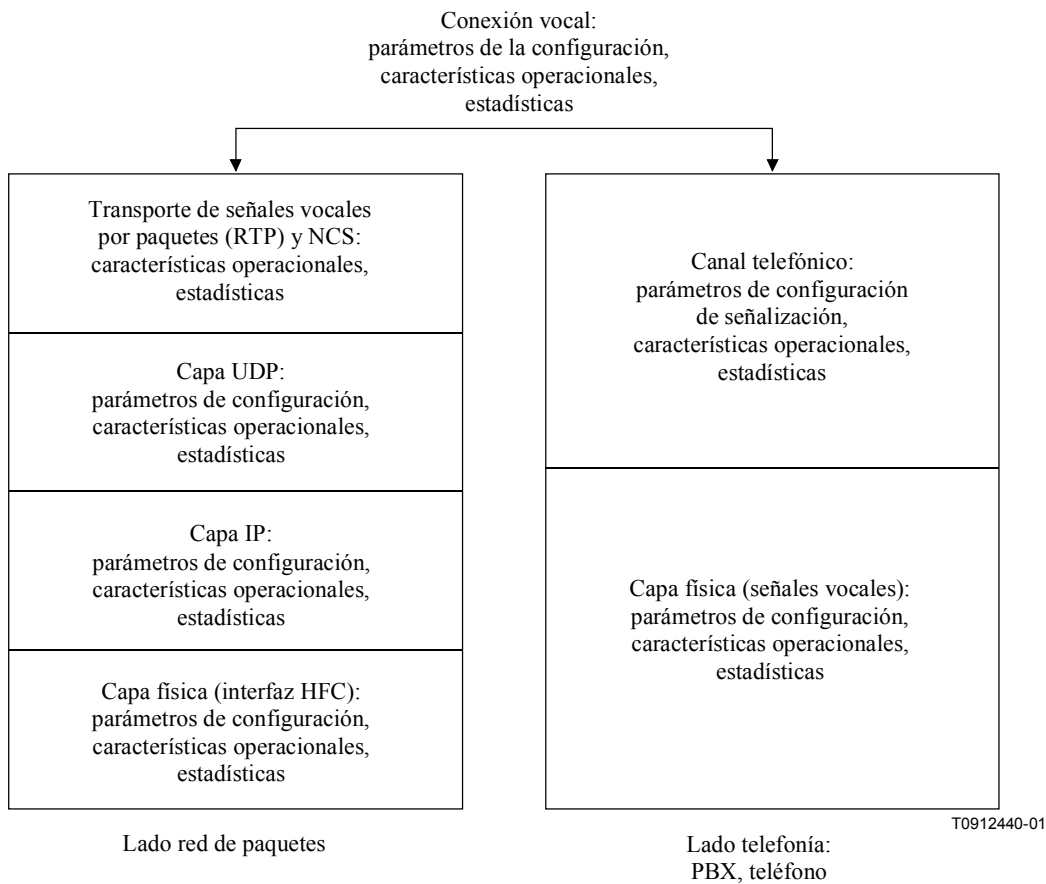 Conexión vocal:
parámetros de la configuración,
características operacionales,
estadísticas
Transporte de señales vocales
por paquetes (RTP) y NCS:
características operacionales,
estadísticas
Capa UDP:
parámetros de configuración,
características operacionales,
estadísticas
Capa IP:
parámetros de configuración,
características operacionales,
estadísticas
Capa física (interfaz HFC):
parámetros de configuración,
características operacionales,
estadísticas
Lado red de paquetes
Canal telefónico:
parámetros de configuración
de señalización,
características operacionales,
estadísticas
Capa física (señales vocales):
parámetros de configuración,
características operacionales,
estadísticas
T0912440-01
Lado telefonía:
PBX, teléfono